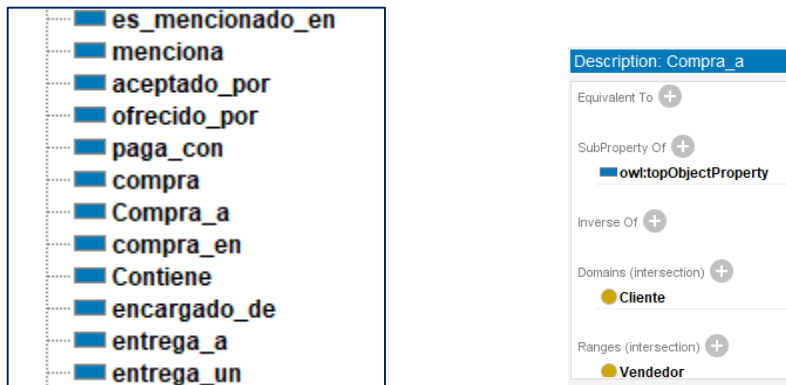 es_mencionado_en
menciona
aceptado_por
ofrecido_por
paga_con
compra
Compra_a
compra_en
Contiene
encargado_de
entrega_a
entrega_un
Description: Compra_a
Equivalent To
SubProperty Of
owl:topObjectProperty
Inverse Of
Domains (intersection)
Cliente
Ranges (intersection)
Vendedor